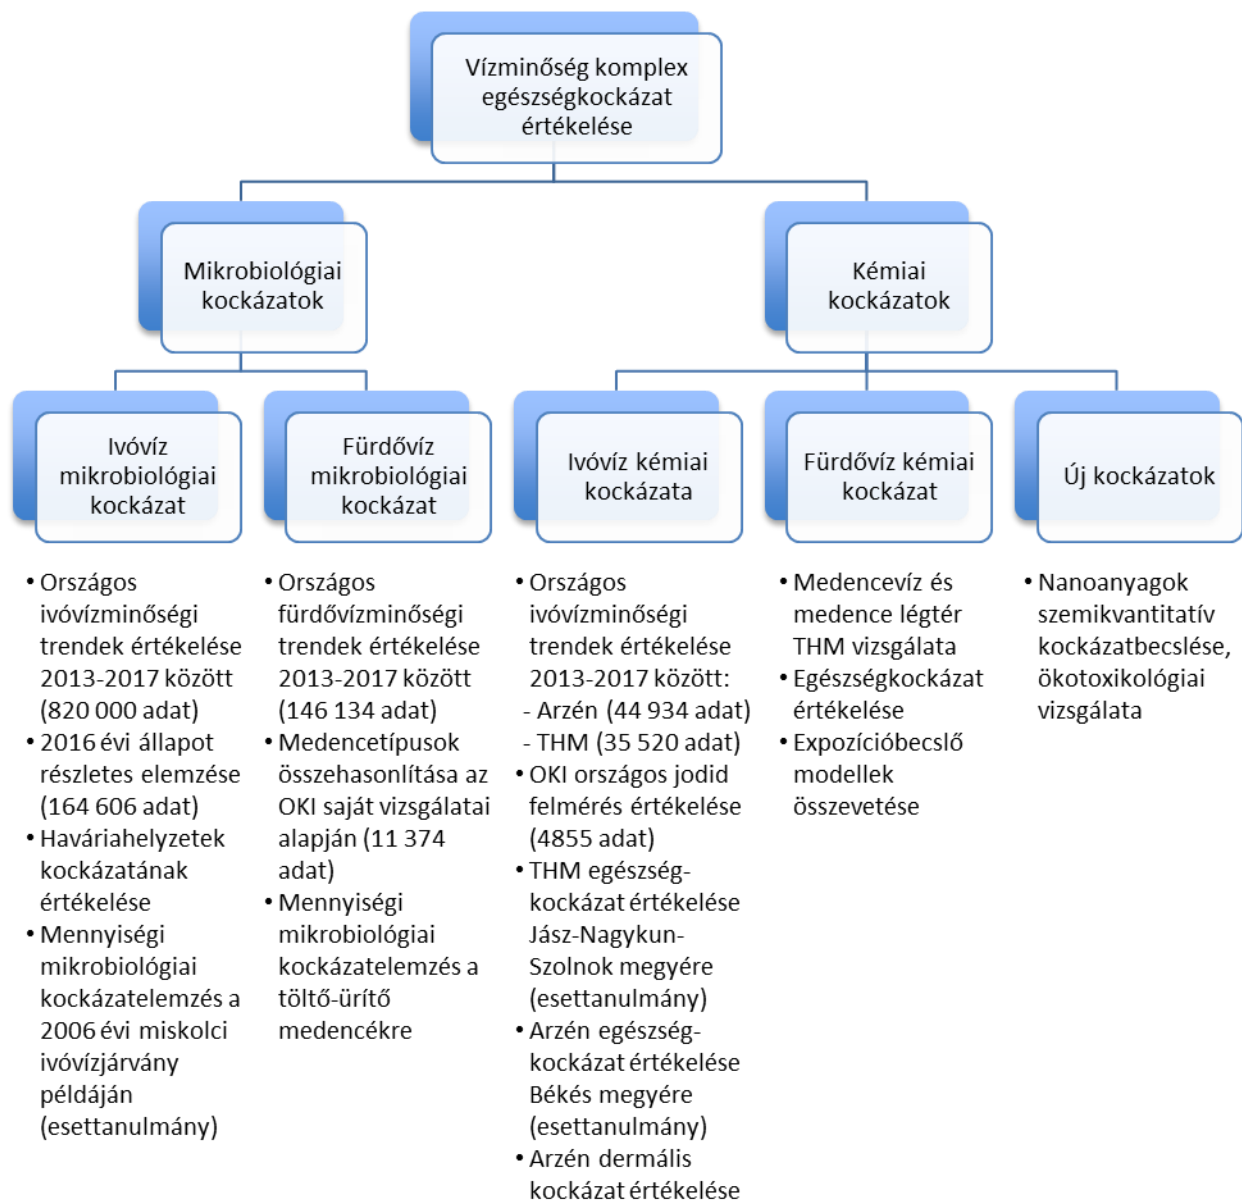 Vízminőség komplex
egészségkockázat
értékelése
Mikrobiológiai
kockázatok
Kémiai
kockázatok
Ivóvíz
mikrobiológiai
kockázat
Fürdővíz
mikrobiológiai
kockázat
Ivóvíz kémiai
kockázata
Fürdővíz kémiai
kockázat
Új kockázatok
• Országos
ivóvízminőségi
trendek értékelése
2013-2017 között
(820 000 adat)
• 2016 évi állapot
részletes elemzése
(164 606 adat)
• Haváriahelyzetek
kockázatának
értékelése
• Mennyiségi
mikrobiológiai
kockázatelemzés a
2006 évi miskolci
ivóvízjárvány
példáján
(esettanulmány)
• Országos
fürdővízminőségi
trendek értékelése
2013-2017 között
(146 134 adat)
• Medencetípusok
összehasonlítása az
OKI saját vizsgálatai
alapján (11 374
adat)
• Mennyiségi
mikrobiológiai
kockázatelemzés a
töltő-ürítő
medencékre
• Országos
ivóvízminőségi
trendek értékelése
2013-2017 között:
- Arzén (44 934 adat)
- THM (35 520 adat)
• OKI országos jodid
felmérés értékelése
(4855 adat)
• THM egészség-
kockázat értékelése
Jász-Nagykun-
Szolnok megyére
(esettanulmány)
• Arzén egészség-
kockázat értékelése
Békés megyére
(esettanulmány)
• Arzén dermális
kockázat értékelése
• Medencevíz és
medence légtér
THM vizsgálata
• Egészségkockázat
értékelése
• Expozícióbecslő
modellek
összevetése
• Nanoanyagok
szemikvantitatív
kockázatbecslése,
ökotoxikológiai
vizsgálata